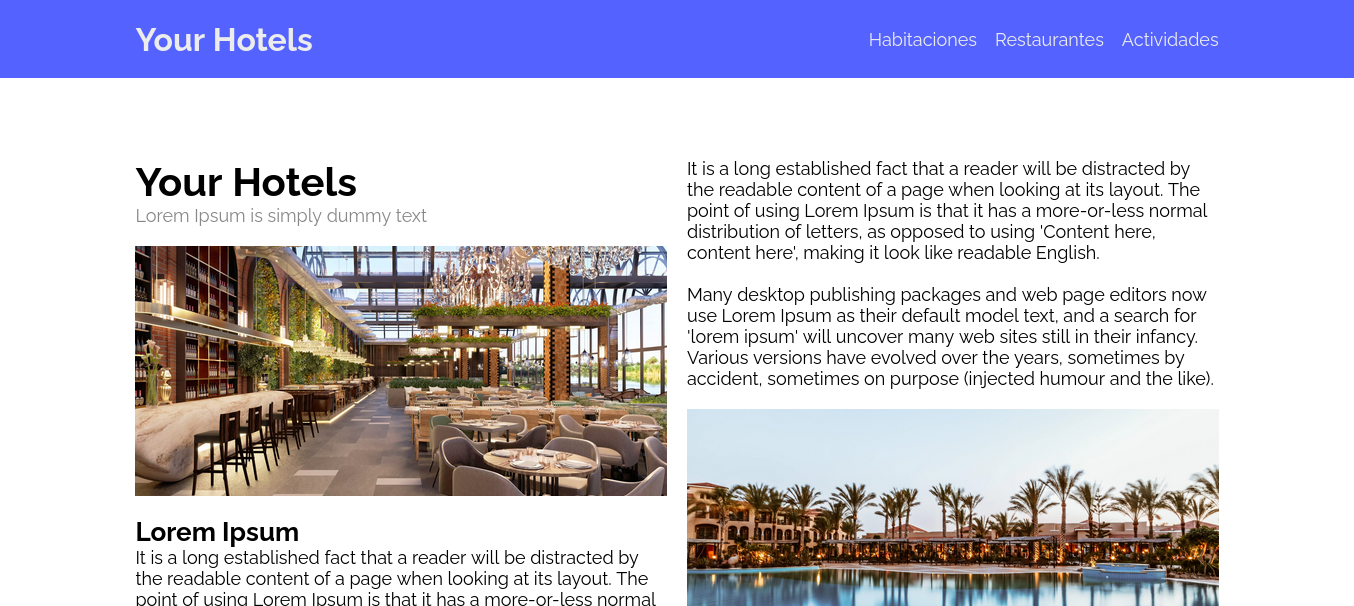 Your Hotels
Habitaciones Restaurantes Actividades
Your Hotels
Lorem Ipsum is simply dummy text
Lorem Ipsum
It is a long established fact that a reader will be distracted by
the readable content of a page when looking at its layout. The
point of using Lorem Ipsum is that it has a more-or-less normal
It is a long established fact that a reader will be distracted by
the readable content of a page when looking at its layout. The
point of using Lorem Ipsum is that it has a more-or-less normal
distribution of letters, as opposed to using 'Content here,
content here', making it look like readable English.
Many desktop publishing packages and web page editors now
use Lorem Ipsum as their default model text, and a search for
'lorem ipsum' will uncover many web sites still in their infancy.
Various versions have evolved over the years, sometimes by
accident, sometimes on purpose (injected humour and the like).